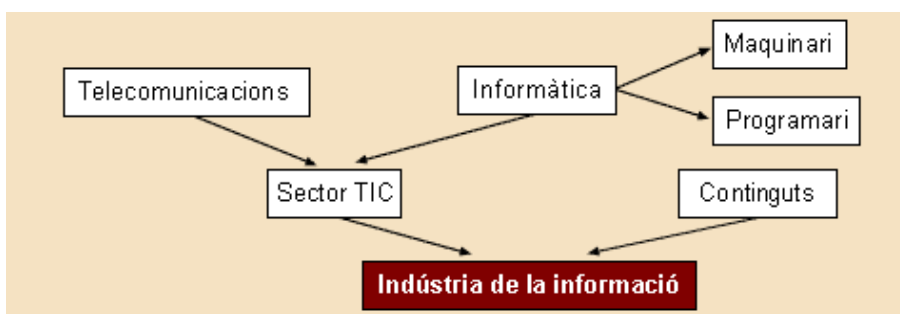 Maquinari
Telecomunicacions
Informàtica
Programari
Sector TIC
Continguts
Indústria de la informació